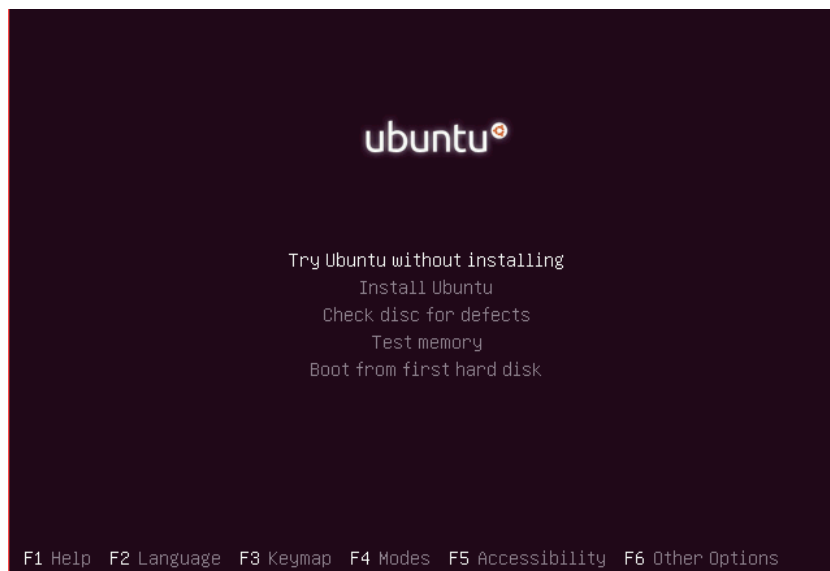 ubuntu
Try Ubuntu without installing
Install Ubuntu
Check disc for defects
Test memory
Boot from first hard disk
F1 Help F2 Language F3 Keymap F4 Modes F5 Accessibility F6 Other Options